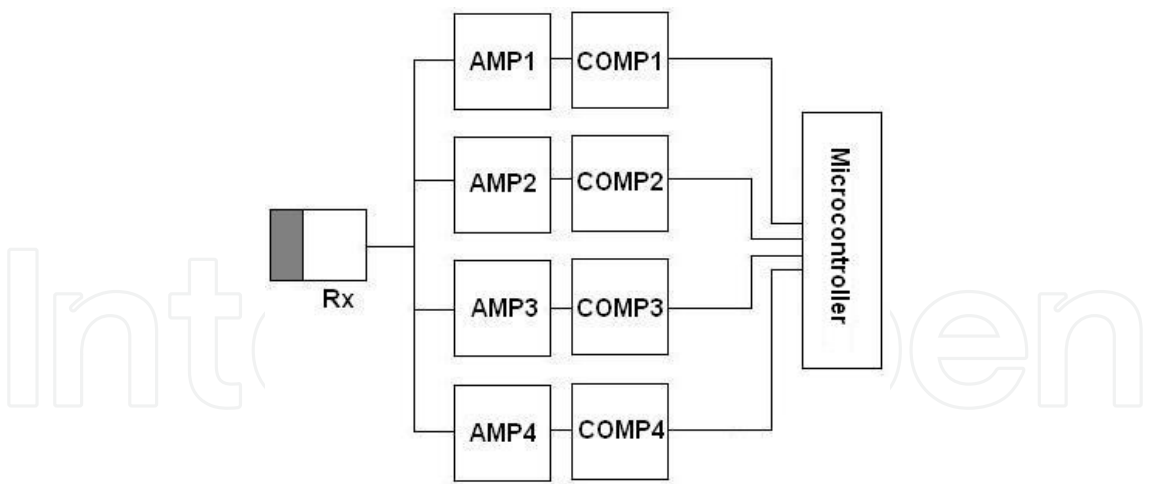 AMP1 COMP1
AMP2 COMP2
Rx
AMP3 COMP3
AMP4 COMP4
Microcontroller